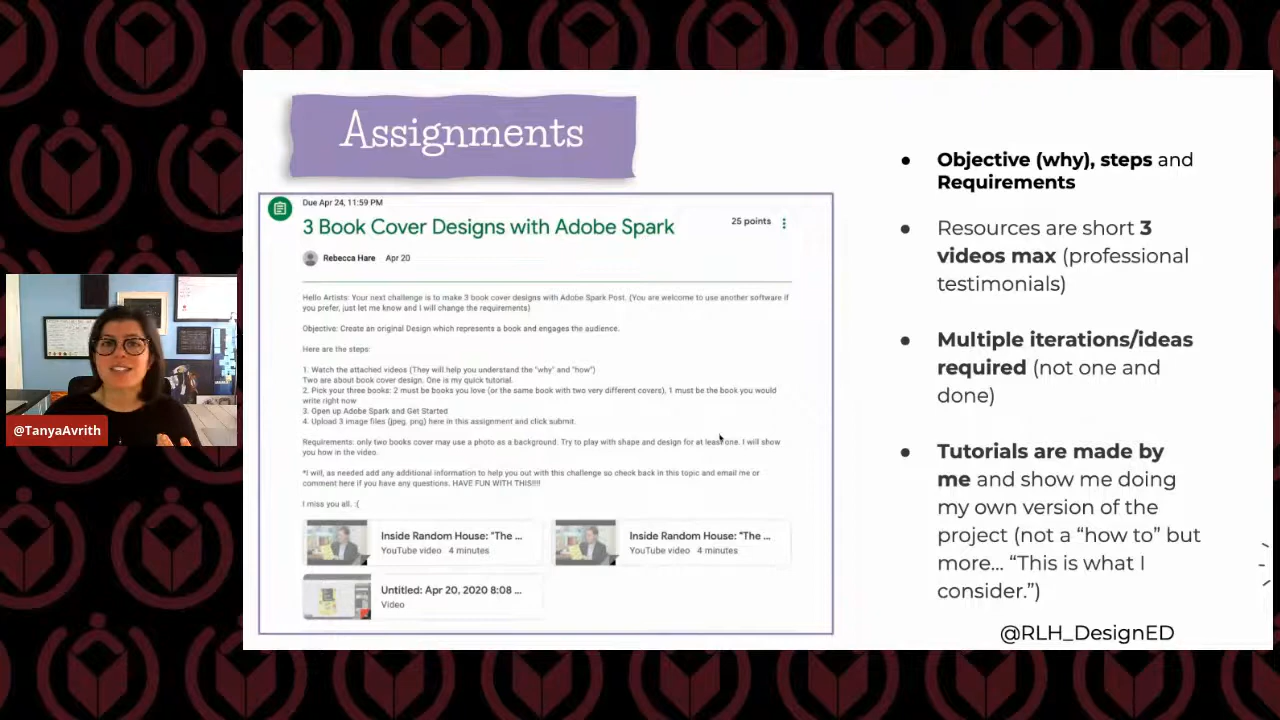 Assignments
Due Apr 24, 11:59 PM
3 Book Cover Designs with Adobe Spark
25 points
Rebecca Hare Apr 20
Hello Artists: Your next challenge is to make 3 book cover designs with Adobe Spark Post. (You are welcome to use another software if
you prefer, just let me know and I will change the requirements)
Objective: Create an original Design which represents a book and engages the audience.
Here are the steps:
1. Watch the attached videos (They will help you understand the "why" and "how")
Two are about book cover design, One is my quick tutorial.
2. Pick your three books: 2 must be books you love (or the same book with two very different covers), 1 must be the book you would
write right now
3. Open up Adobe Spark and Get Started
4. Upload 3 image files (jpeg, png) here in this assignment and click submit.
Requirements: only two books cover may use a photo as a background. Try to play with shape and design for at least one. I will show
you how in the video.
*I will, as needed add any additional information to help you out with this challenge so check back in this topic and email me or
comment here if you have any questions. HAVE FUN WITH THIS!!!!
I miss you all. :(
Inside Random House: "The ...
YouTube video 4 minutes
Inside Random House: "The ...
YouTube video 4 minutes
Untitled: Apr 20, 2020 8:08 ...
Video
• Objective (why), steps and
Requirements
• Resources are short 3
videos max (professional
testimonials)
• Multiple iterations/ideas
required (not one and
done)
• Tutorials are made by
me and show me doing
my own version of the
project (not a “how to” but
more... “This is what I
consider.”)
@RLH_DesignED
@TanyaAvrith